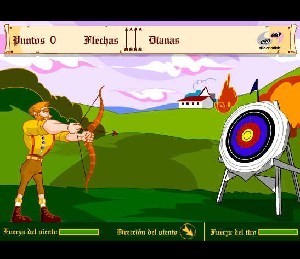 Puntos 0 Flechas Dianas
Fuerza del viento Dirección del viento Fuerza del tiro